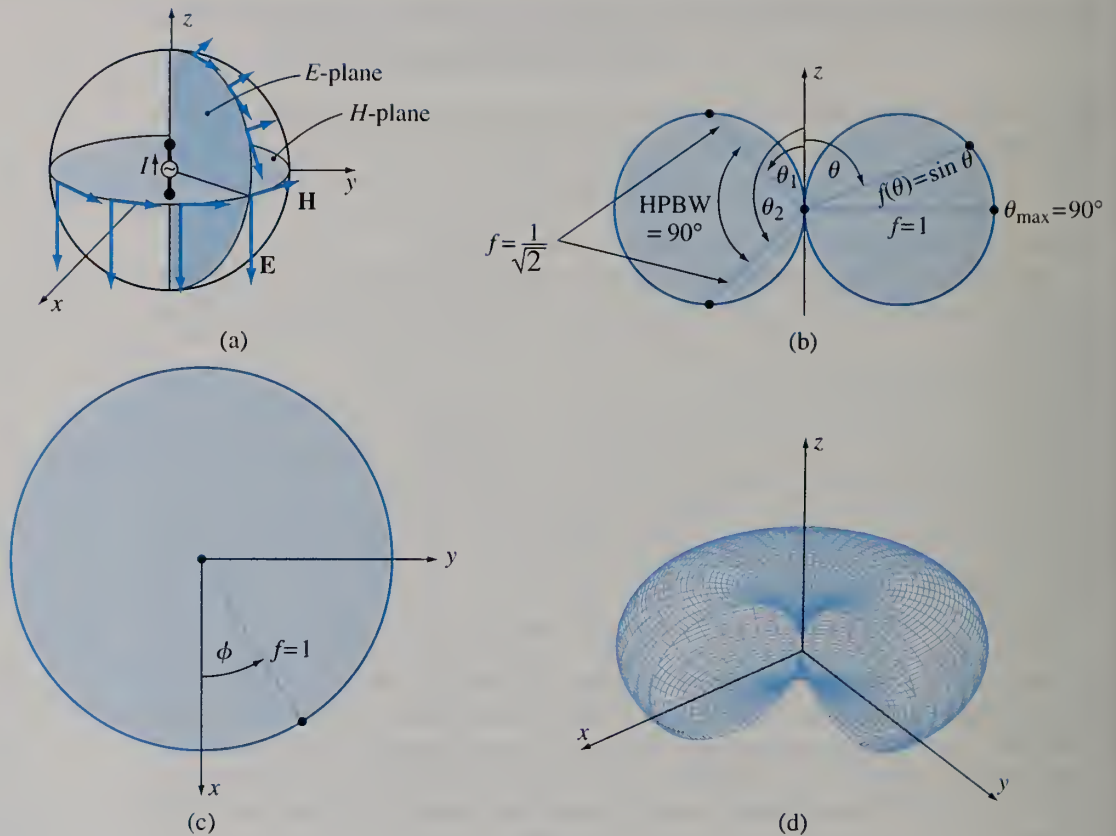 z
E-plane
H-plane
I
~
y
H
E
x
(a)
z
θ₁
θ
θ₂
HPBW
= 90°
f(θ) = sin θ
f=1
θmax = 90°
f = 1/√2
(b)
y
ϕ
f=1
x
(c)
z
x
y
(d)